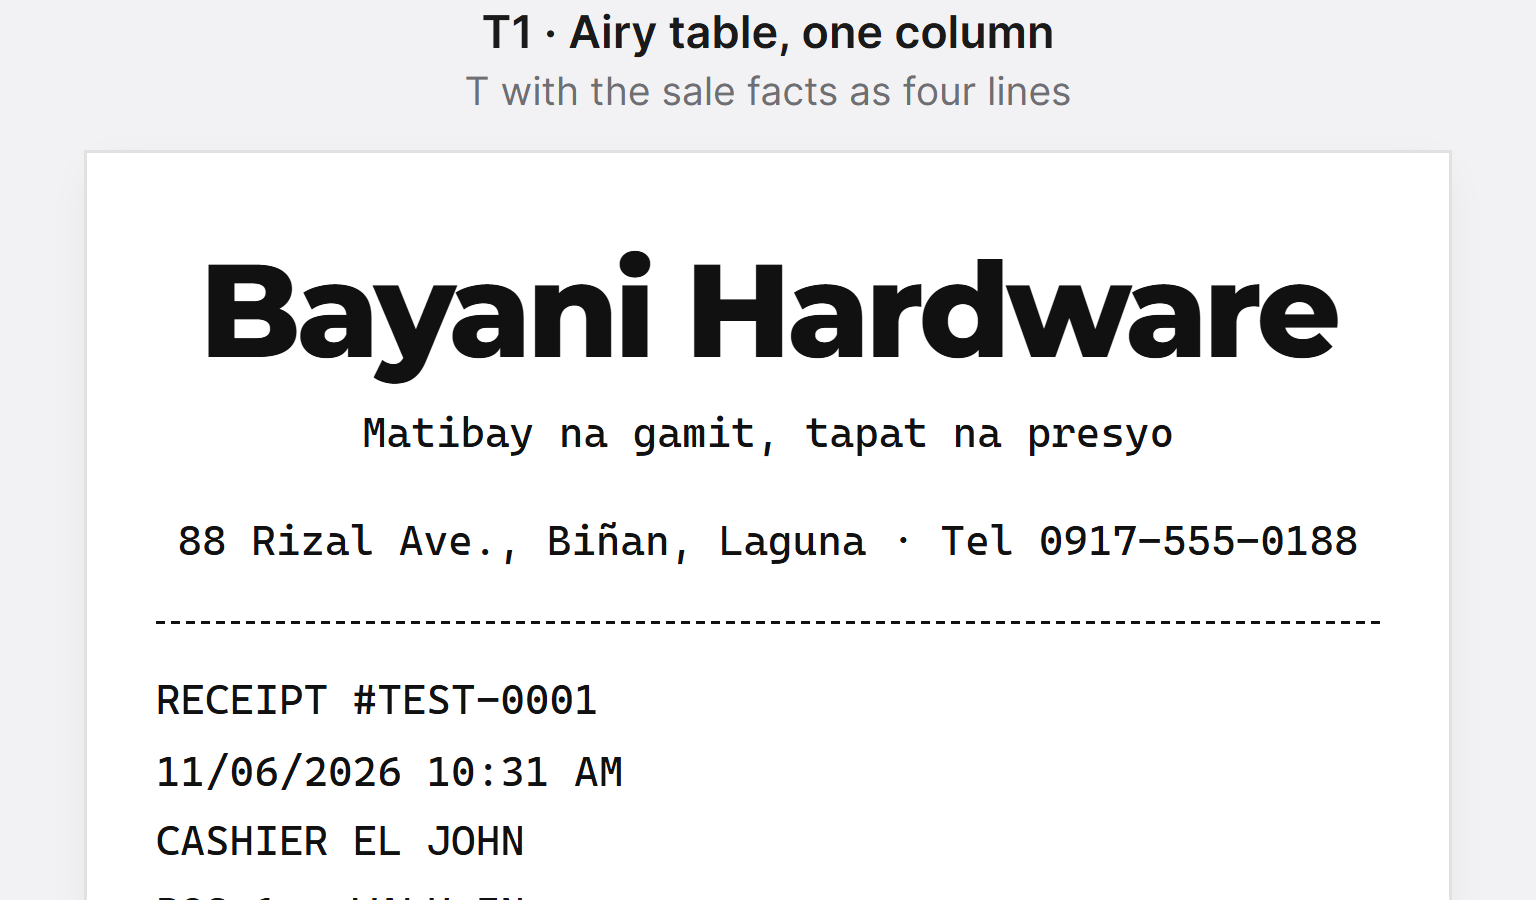 T1 · Airy table, one column
T with the sale facts as four lines
Bayani Hardware
Matibay na gamit, tapat na presyo
88 Rizal Ave., Biñan, Laguna · Tel 0917-555-0188
RECEIPT #TEST-0001
11/06/2026 10:31 AM
CASHIER EL JOHN